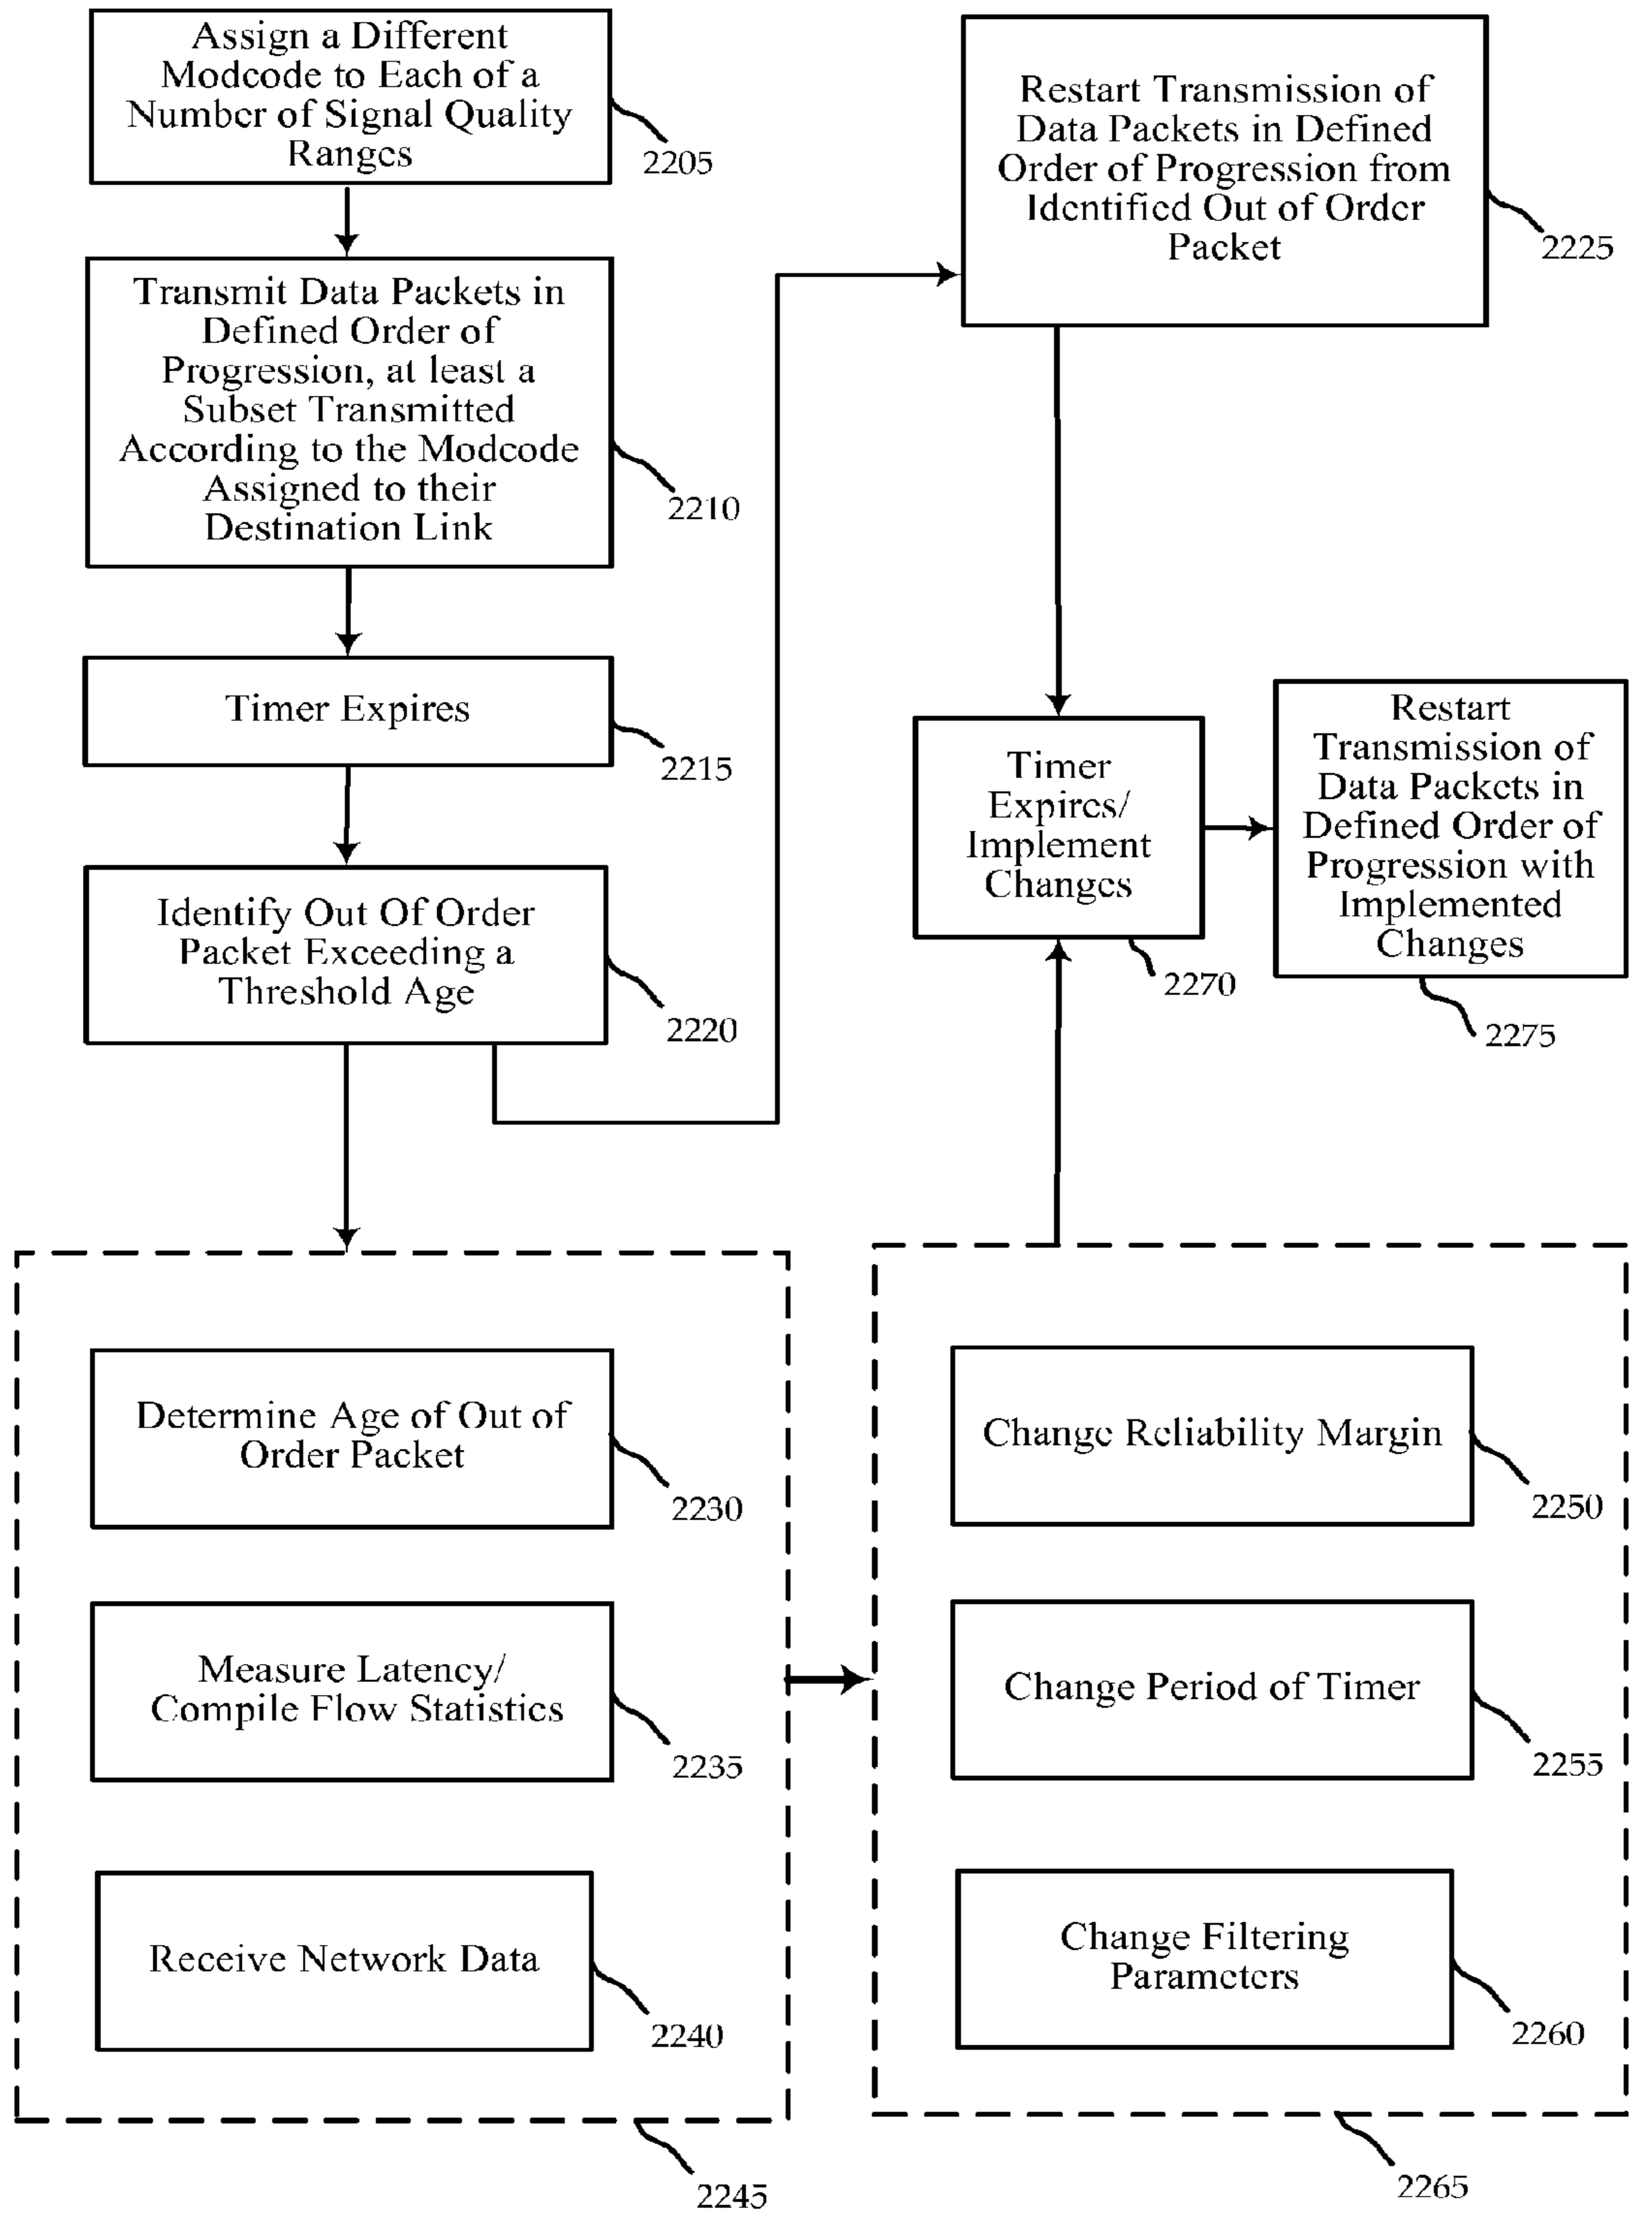 Assign a Different
Modcode to Each of a
Number of Signal Quality
Ranges
2205
Transmit Data Packets in
Defined Order of
Progression, at least a
Subset Transmitted
According to the Modcode
Assigned to their
Destination Link
2210
Timer Expires
2215
Identify Out Of Order
Packet Exceeding a
Threshold Age
2220
Restart Transmission of
Data Packets in Defined
Order of Progression from
Identified Out of Order
Packet
2225
Timer
Expires/
Implement
Changes
2270
Restart
Transmission of
Data Packets in
Defined Order of
Progression with
Implemented
Changes
2275
Determine Age of Out of
Order Packet
2230
Measure Latency/
Compile Flow Statistics
2235
Receive Network Data
2240
2245
Change Reliability Margin
2250
Change Period of Timer
2255
Change Filtering
Parameters
2260
2265